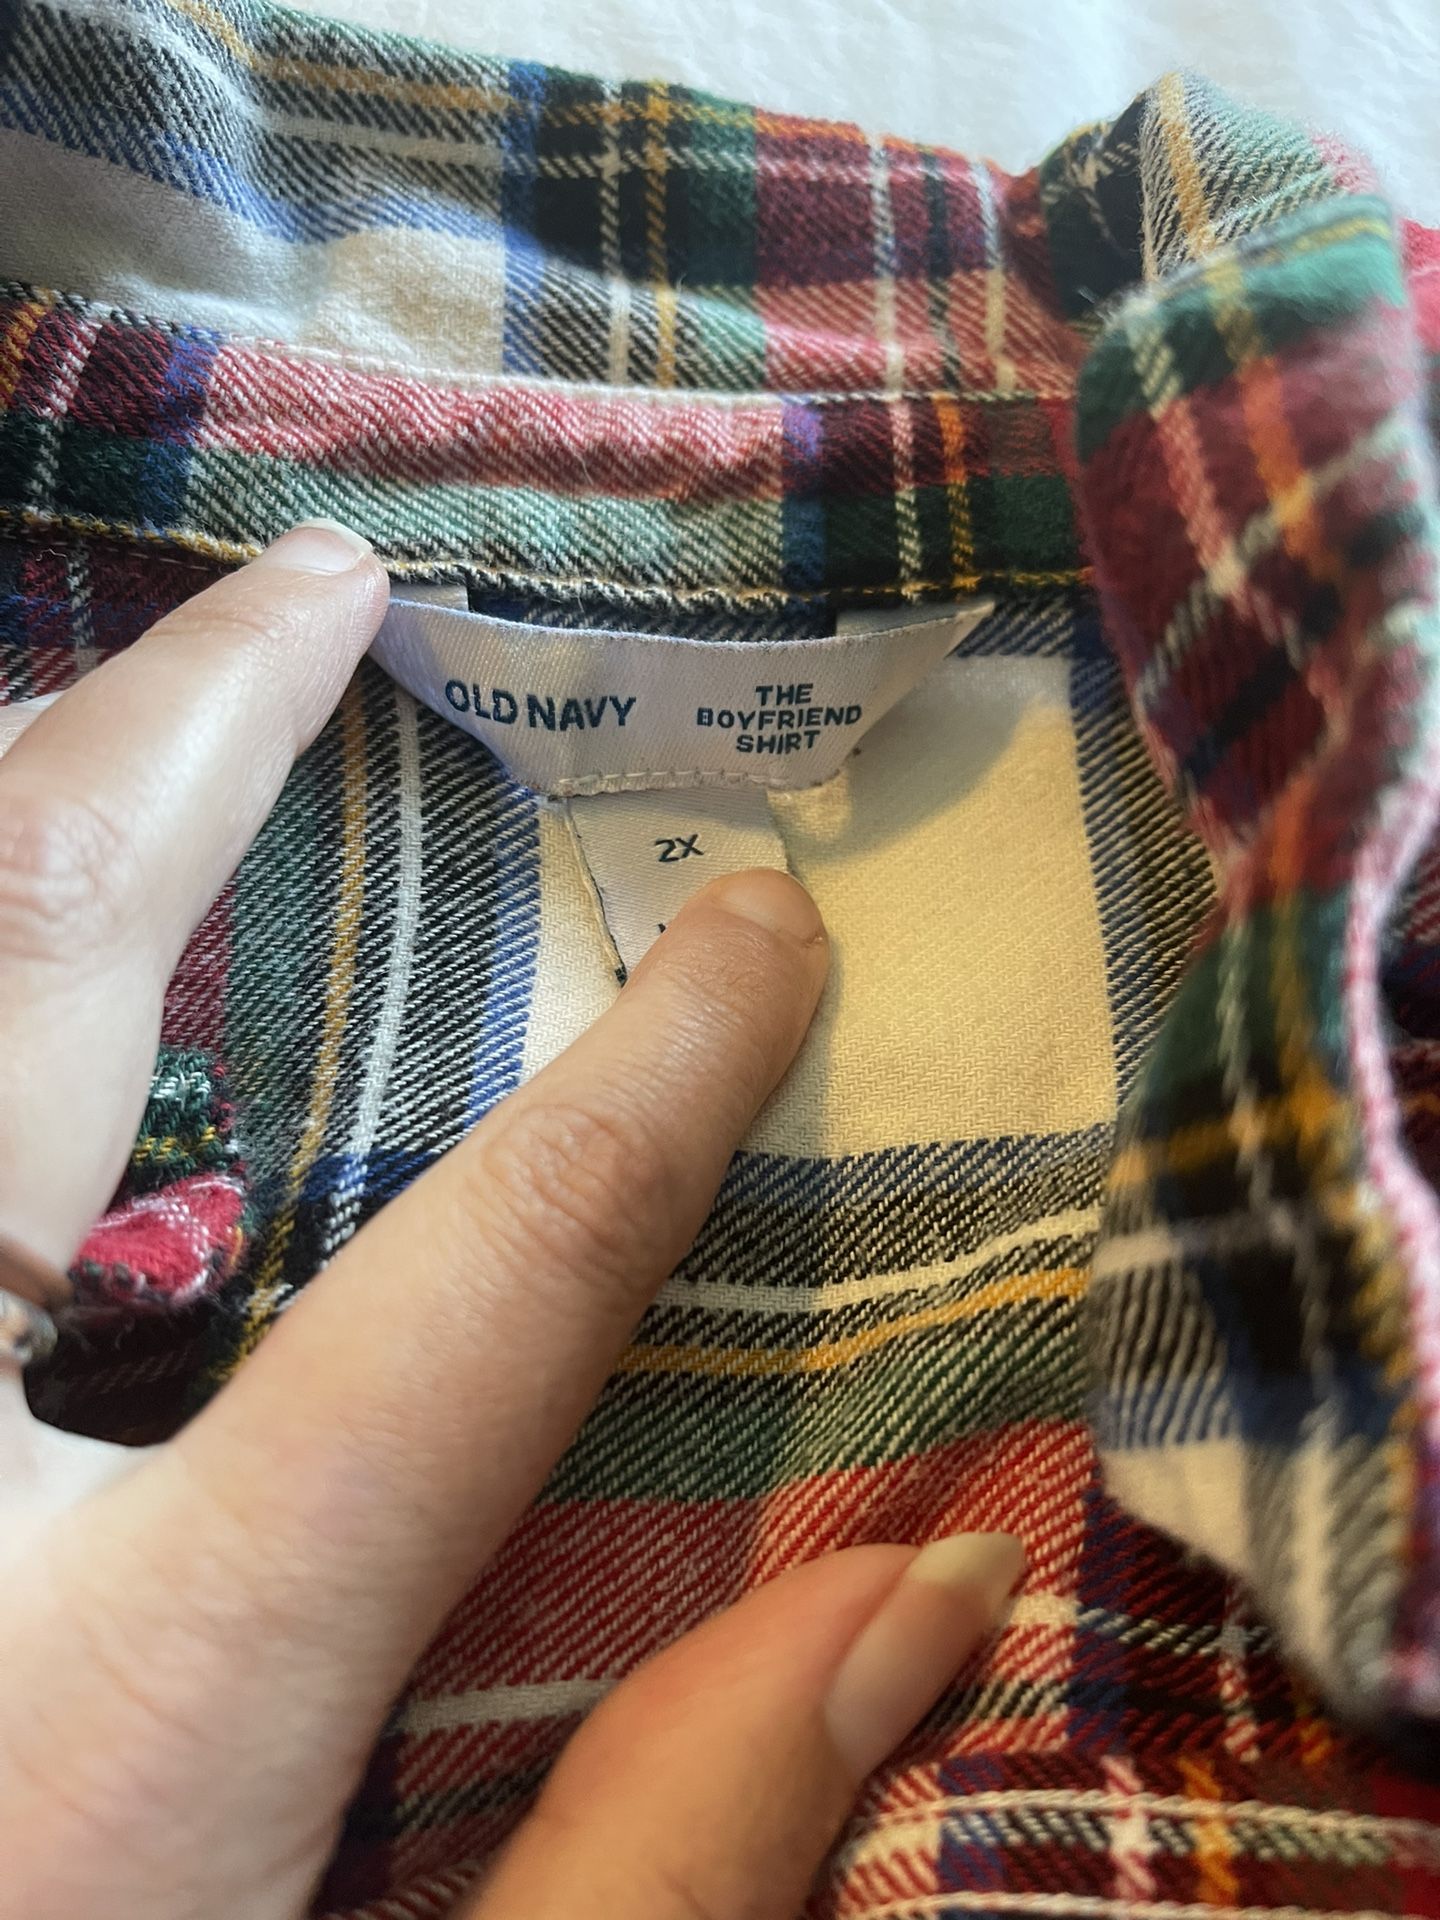 OLD NAVY
THE
BOYFRIEND
SHIRT
2X